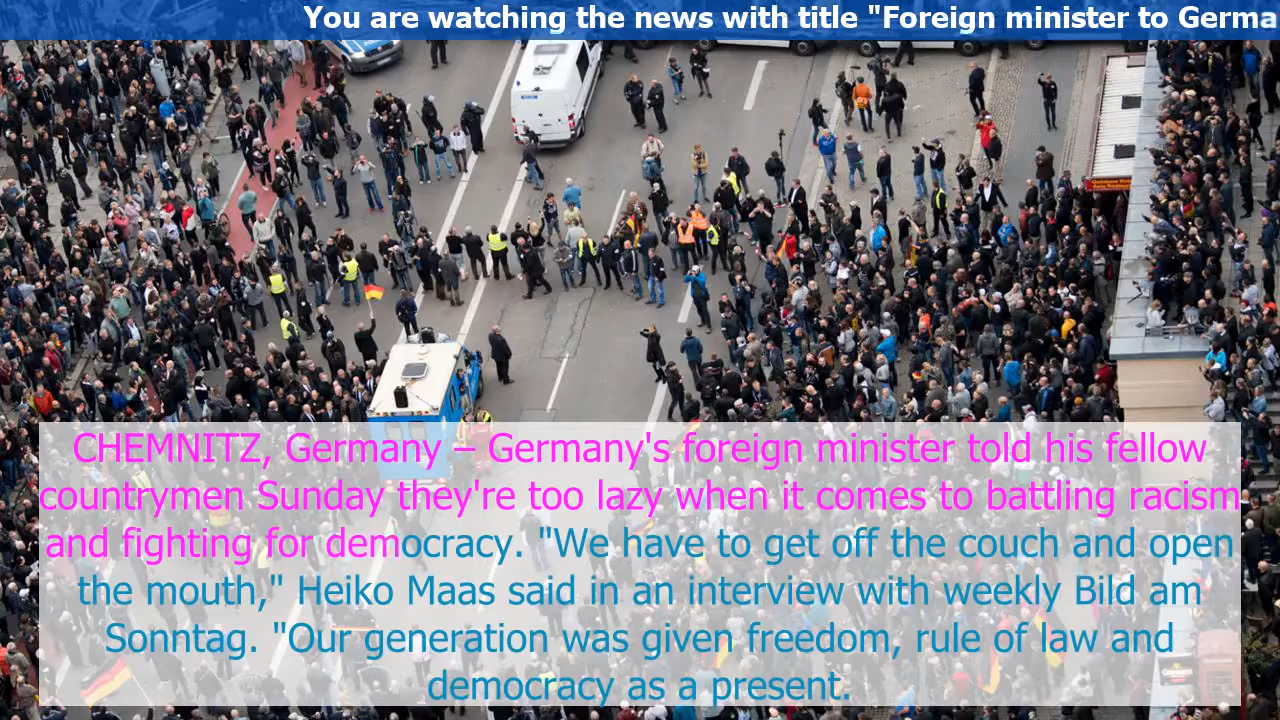 You are watching the news with title "Foreign minister to Germa
CHEMNITZ, Germany – Germany's foreign minister told his fellow
countrymen Sunday they're too lazy when it comes to battling racism
and fighting for democracy. "We have to get off the couch and open
the mouth," Heiko Maas said in an interview with weekly Bild am
Sonntag. "Our generation was given freedom, rule of law and
democracy as a present.